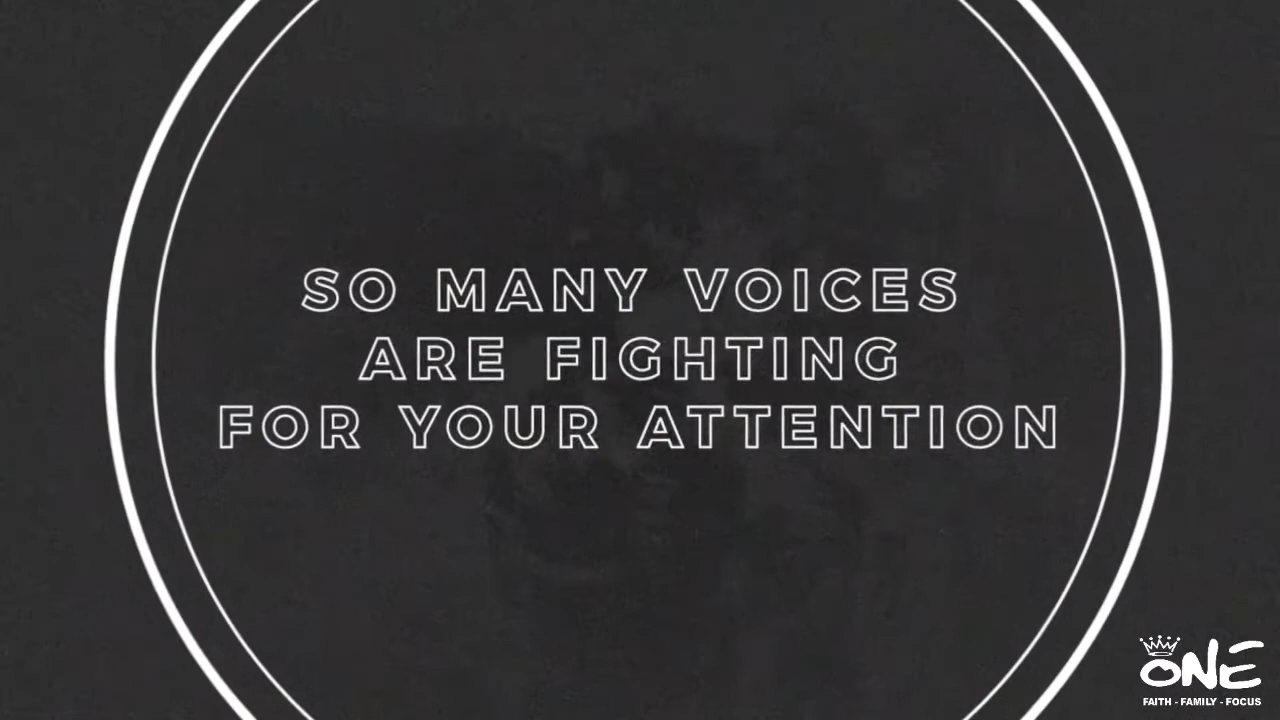 SO MANY VOICES
ARE FIGHTING
FOR YOUR ATTENTION
ONE
FAITH - FAMILY - FOCUS